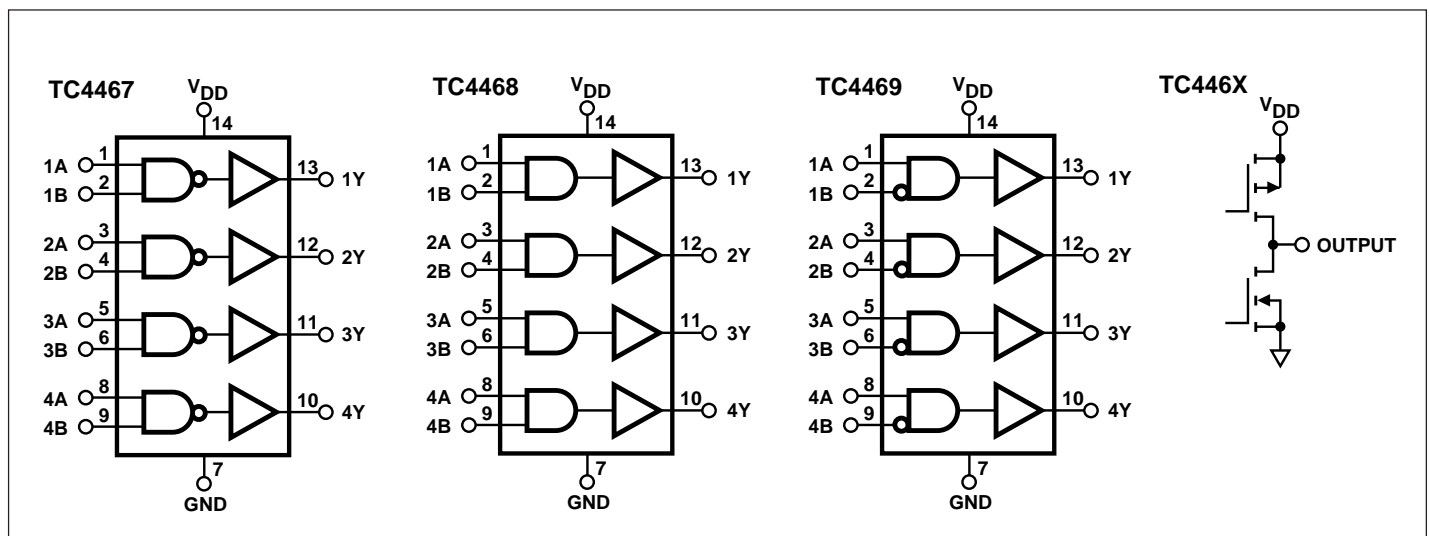 TC4467
VDD
14
1A 1
1B 2
13 1Y
2A 3
2B 4
12 2Y
3A 5
3B 6
11 3Y
4A 8
4B 9
10 4Y
7
GND
TC4468
VDD
14
1A 1
1B 2
13 1Y
2A 3
2B 4
12 2Y
3A 5
3B 6
11 3Y
4A 8
4B 9
10 4Y
7
GND
TC4469
VDD
14
1A 1
1B 2
13 1Y
2A 3
2B 4
12 2Y
3A 5
3B 6
11 3Y
4A 8
4B 9
10 4Y
7
GND
TC446X
VDD
OUTPUT